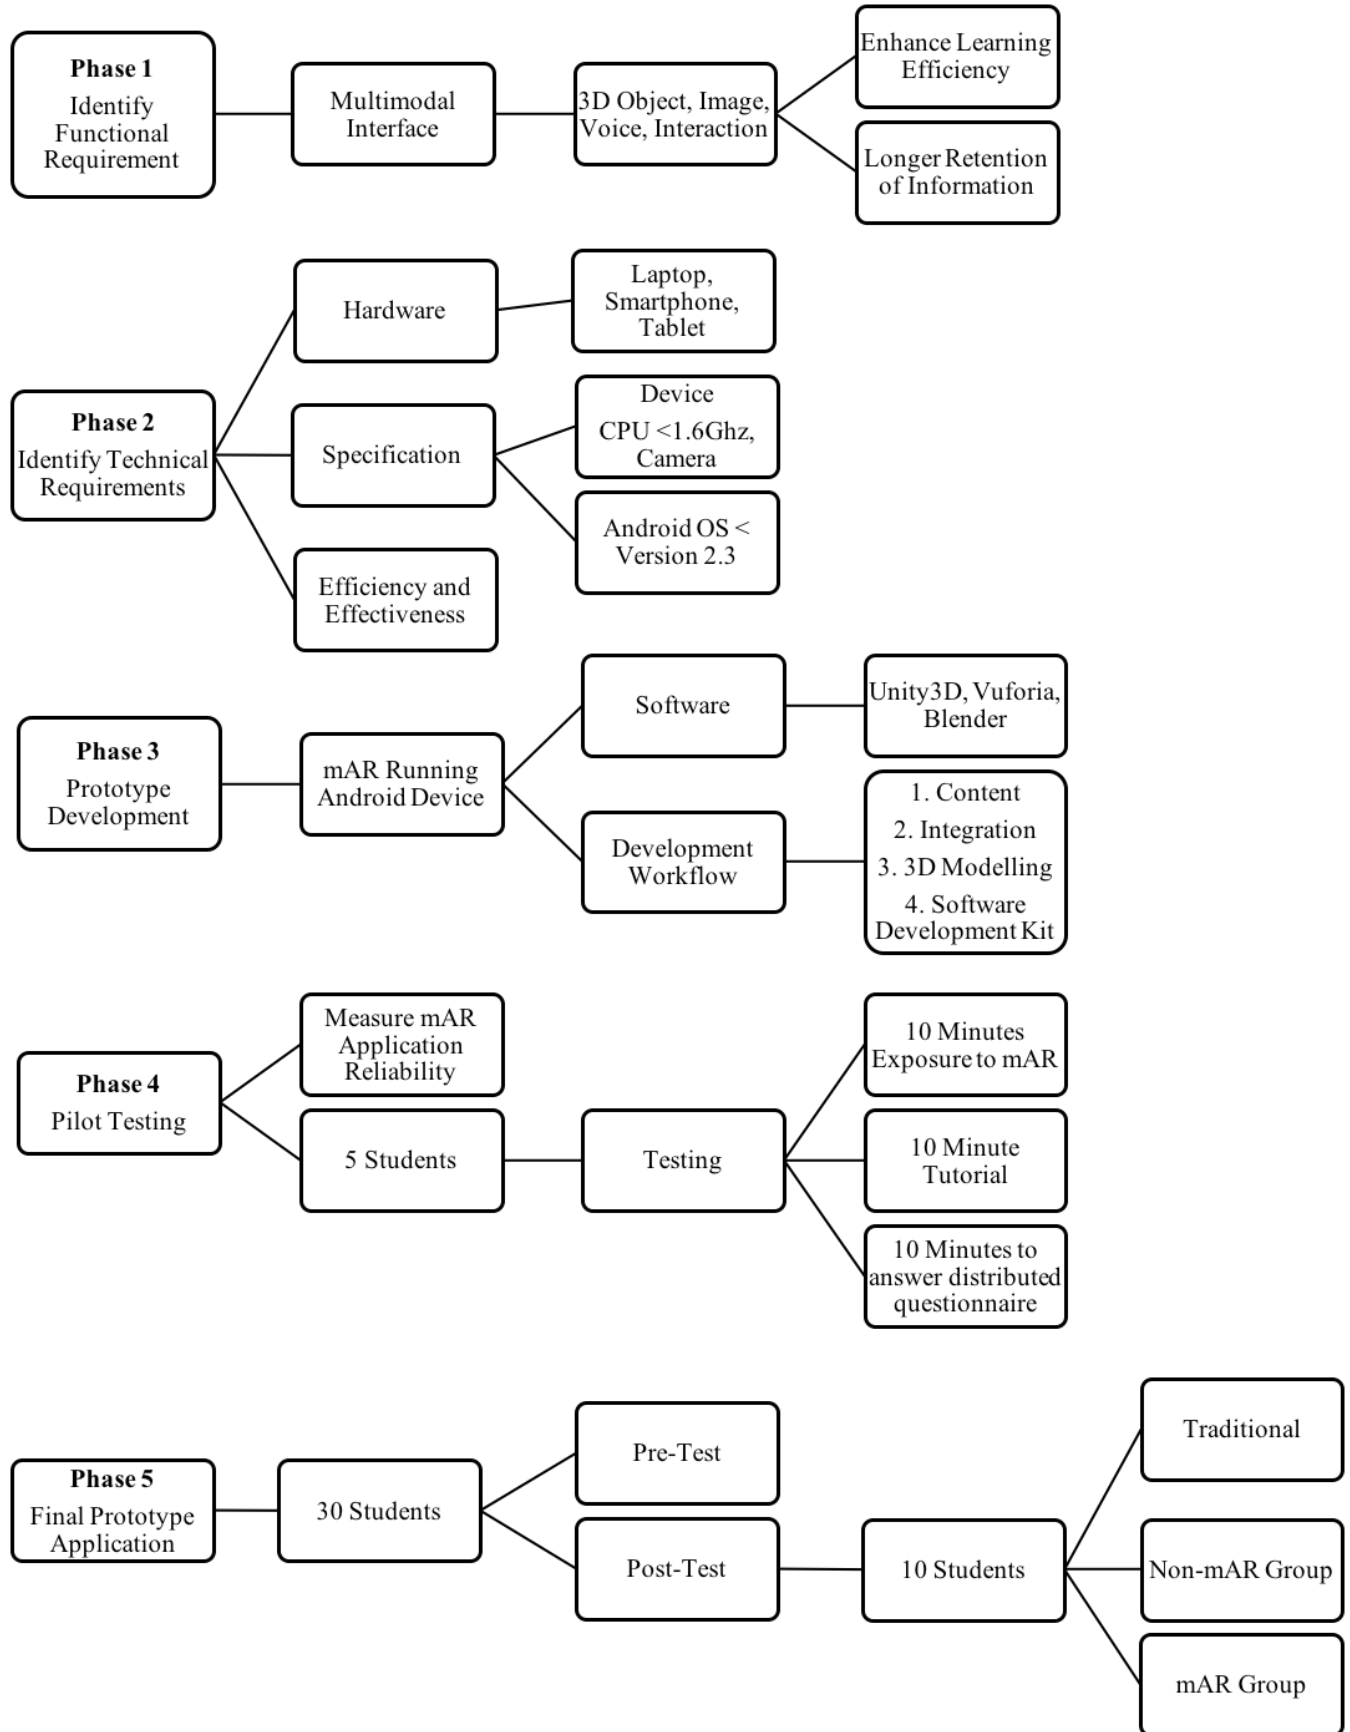 Phase 1
Identify
Functional
Requirement
Multimodal
Interface
3D Object, Image,
Voice, Interaction
Enhance Learning
Efficiency
Longer Retention
of Information
Phase 2
Identify Technical
Requirements
Hardware
Laptop,
Smartphone,
Tablet
Specification
Device
CPU <1.6Ghz,
Camera
Android OS <
Version 2.3
Efficiency and
Effectiveness
Phase 3
Prototype
Development
mAR Running
Android Device
Software
Unity3D, Vuforia,
Blender
Development
Workflow
1. Content
2. Integration
3. 3D Modelling
4. Software
Development Kit
Phase 4
Pilot Testing
Measure mAR
Application
Reliability
5 Students
Testing
10 Minutes
Exposure to mAR
10 Minute
Tutorial
10 Minutes to
answer distributed
questionnaire
Phase 5
Final Prototype
Application
30 Students
Pre-Test
Post-Test
10 Students
Traditional
Non-mAR Group
mAR Group